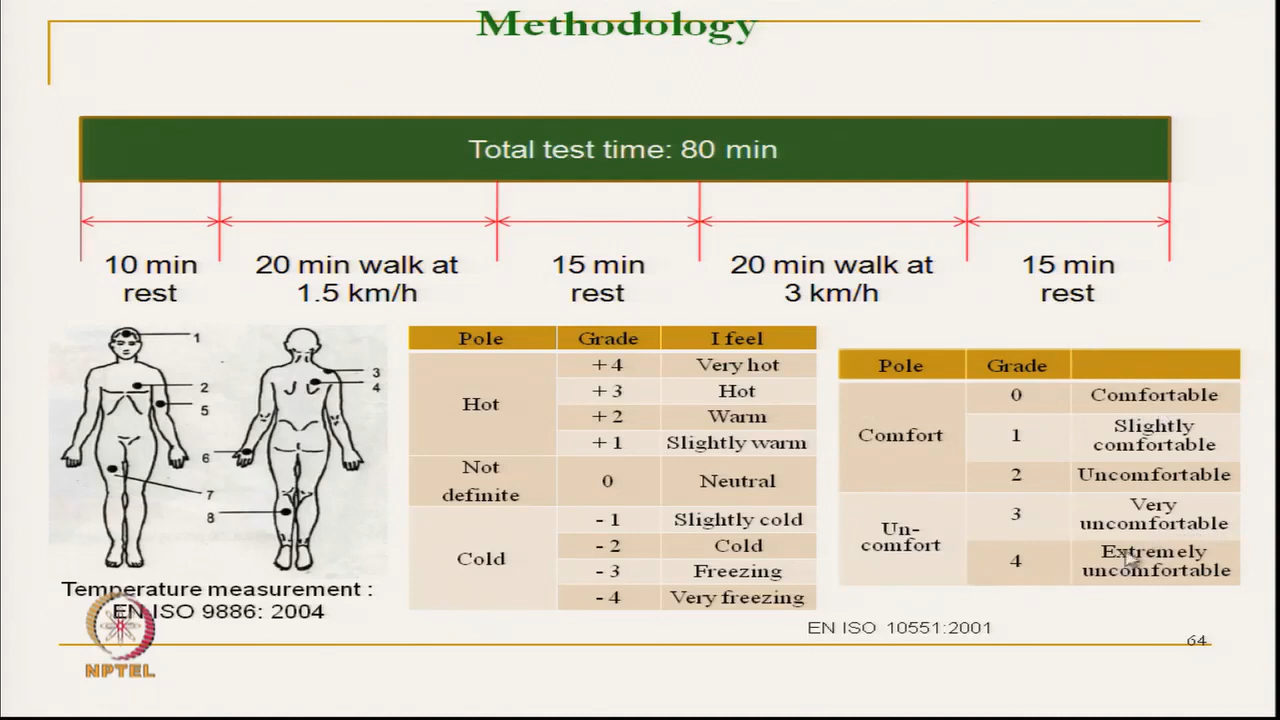 Methodology
Total test time: 80 min
10 min
rest
20 min walk at
1.5 km/h
15 min
rest
20 min walk at
3 km/h
15 min
rest
1
2
5
7
3
4
6
8
Temperature measurement :
EN ISO 9886: 2004
Pole Grade I feel
Hot
+ 4 Very hot
+ 3 Hot
+ 2 Warm
+ 1 Slightly warm
Not
definite
0 Neutral
Cold
- 1 Slightly cold
- 2 Cold
- 3 Freezing
- 4 Very freezing
Pole Grade
Comfort
0 Comfortable
1 Slightly
comfortable
2 Uncomfortable
Un-
comfort
3 Very
uncomfortable
4 Extremely
uncomfortable
EN ISO 10551:2001
64
NPTEL